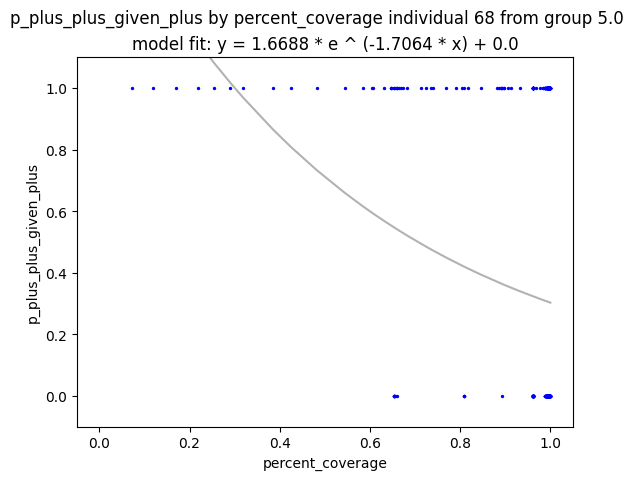 p_plus_plus_given_plus by percent_coverage individual 68 from group 5.0
model fit: y = 1.6688 * e ^ (-1.7064 * x) + 0.0
1.0
0.8
0.6
0.4
0.2
0.0
p_plus_plus_given_plus
0.0 0.2 0.4 0.6 0.8 1.0
percent_coverage